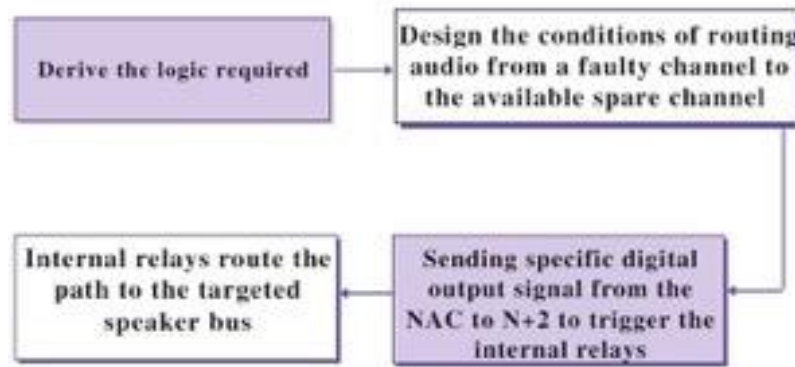 Derive the logic required
Design the conditions of routing
audio from a faulty channel to
the available spare channel
Sending specific digital
output signal from the
NAC to N+2 to trigger the
internal relays
Internal relays route the
path to the targeted
speaker bus